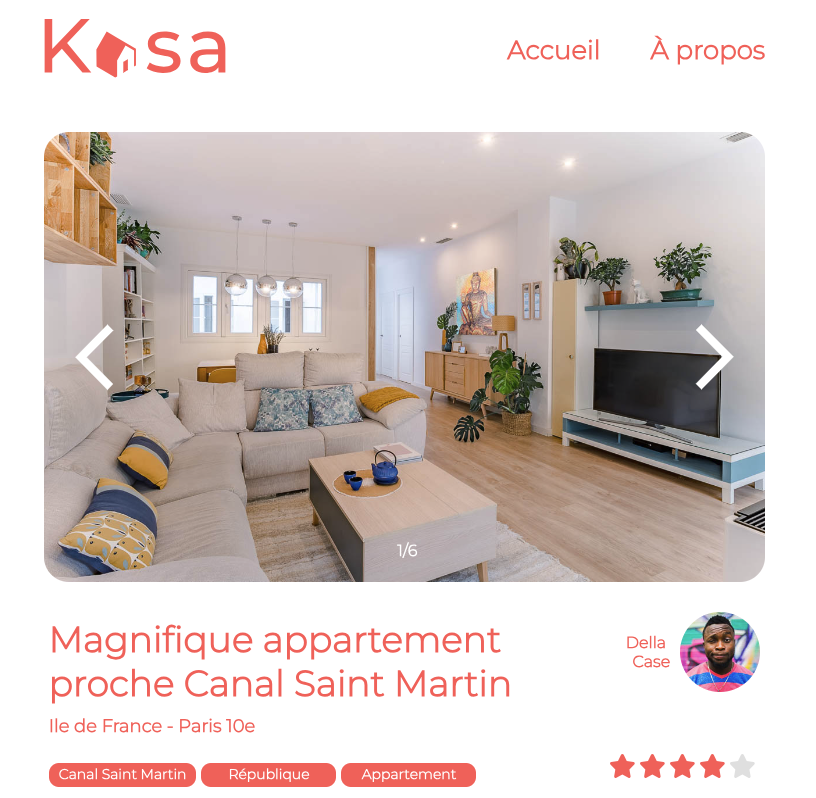 Kasa
Accueil
À propos
1/6
Magnifique appartement
proche Canal Saint Martin
Della
Case
Ile de France - Paris 10e
Canal Saint Martin
République
Appartement